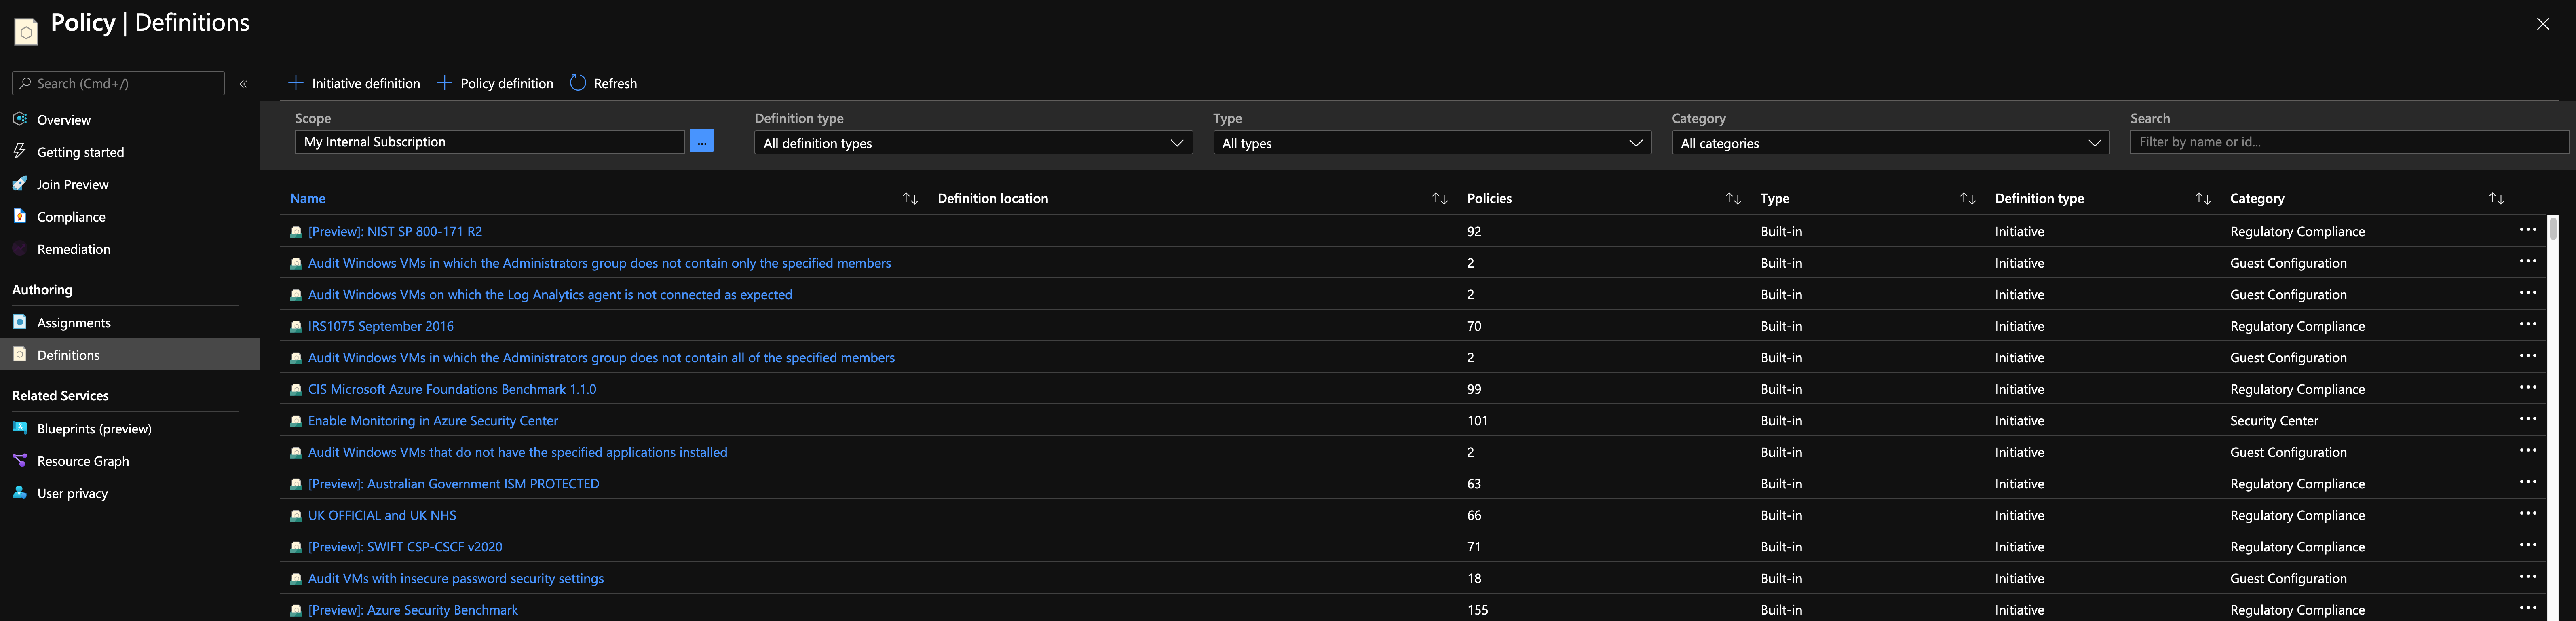 Policy | Definitions
Search (Cmd+/)
«
Overview
Getting started
Join Preview
Compliance
Remediation
Authoring
Assignments
Definitions
Related Services
Blueprints (preview)
Resource Graph
User privacy
Initiative definition Policy definition Refresh
Scope Definition type Type Category Search
My Internal Subscription ... All definition types All types All categories Filter by name or id...
Name Definition location Policies Type Definition type Category
[Preview]: NIST SP 800-171 R2 92 Built-in Initiative Regulatory Compliance ...
Audit Windows VMs in which the Administrators group does not contain only the specified members 2 Built-in Initiative Guest Configuration ...
Audit Windows VMs on which the Log Analytics agent is not connected as expected 2 Built-in Initiative Guest Configuration ...
IRS1075 September 2016 70 Built-in Initiative Regulatory Compliance ...
Audit Windows VMs in which the Administrators group does not contain all of the specified members 2 Built-in Initiative Guest Configuration ...
CIS Microsoft Azure Foundations Benchmark 1.1.0 99 Built-in Initiative Regulatory Compliance ...
Enable Monitoring in Azure Security Center 101 Built-in Initiative Security Center ...
Audit Windows VMs that do not have the specified applications installed 2 Built-in Initiative Guest Configuration ...
[Preview]: Australian Government ISM PROTECTED 63 Built-in Initiative Regulatory Compliance ...
UK OFFICIAL and UK NHS 66 Built-in Initiative Regulatory Compliance ...
[Preview]: SWIFT CSP-CSCF v2020 71 Built-in Initiative Regulatory Compliance ...
Audit VMs with insecure password security settings 18 Built-in Initiative Guest Configuration ...
[Preview]: Azure Security Benchmark 155 Built-in Initiative Regulatory Compliance ...